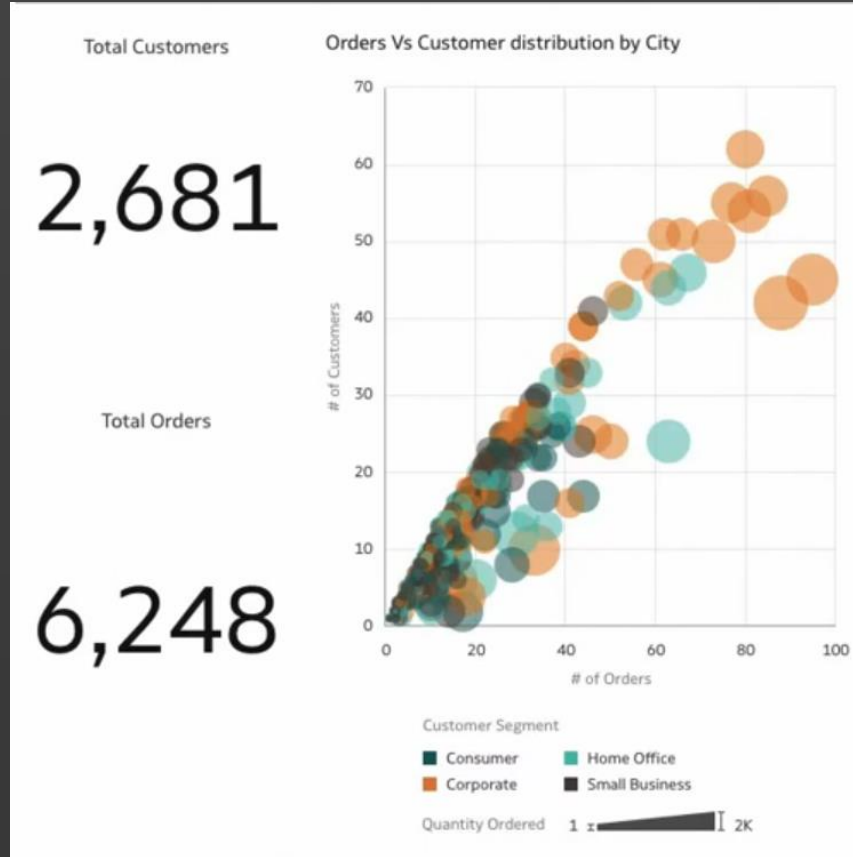 Total Customers
2,681
Total Orders
6,248
Orders Vs Customer distribution by City
# of Customers
70
60
50
40
30
20
10
0
0 20 40 60 80 100
# of Orders
Customer Segment
Consumer Home Office
Corporate Small Business
Quantity Ordered 1 2K